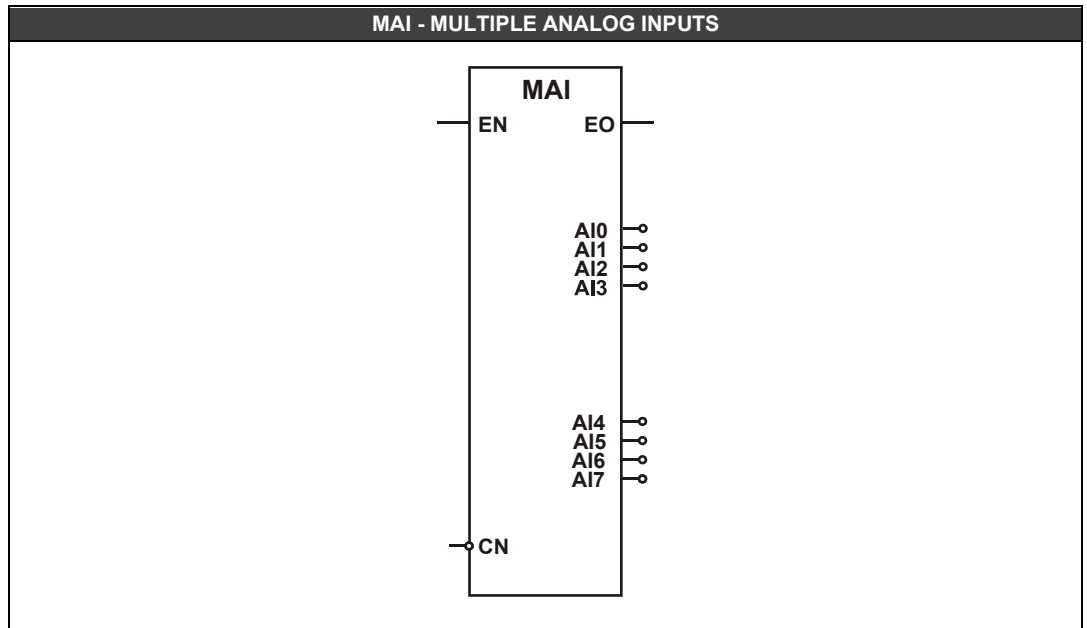 MAI - MULTIPLE ANALOG INPUTS
MAI
EN EO
AI0
AI1
AI2
AI3
AI4
AI5
AI6
AI7
CN